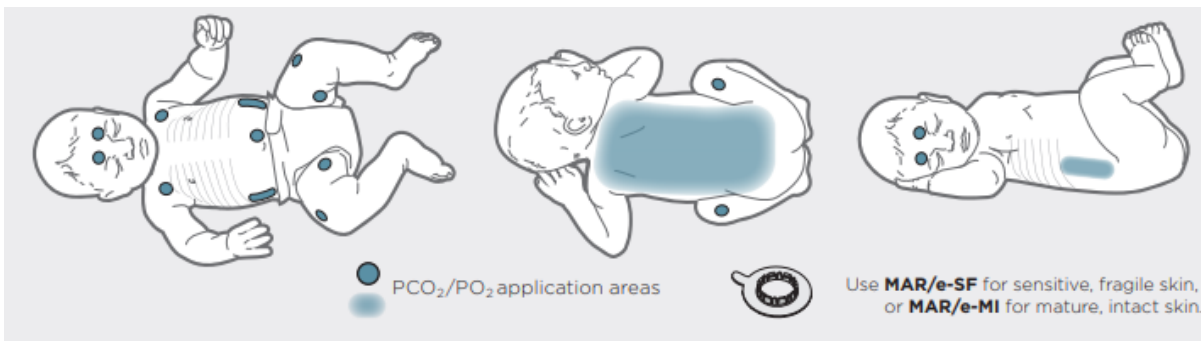 PCO₂/PO₂ application areas
Use MAR/e-SF for sensitive, fragile skin,
or MAR/e-MI for mature, intact skin.